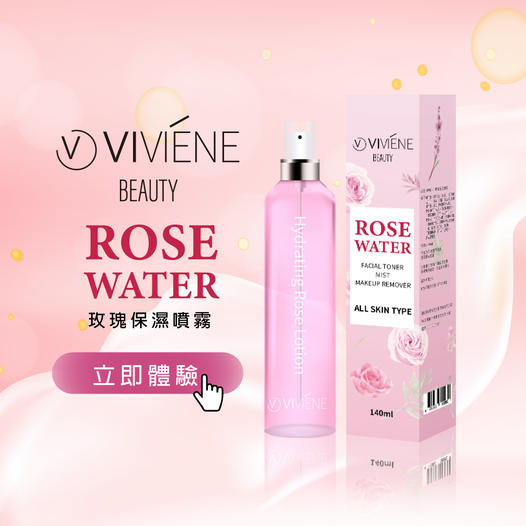 VIVIÉNE
BEAUTY
ROSE
WATER
玫瑰保濕噴霧
立即體驗
Hydrating Rose Lotion
VIVIÉNE
VIVIÉNE
BEAUTY
ROSE
WATER
FACIAL TONER
MIST
MAKEUP REMOVER
ALL SKIN TYPE
140ml